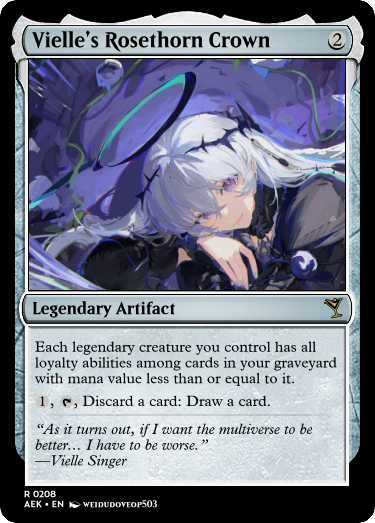 Vielle's Rosethorn Crown 2
Legendary Artifact
Each legendary creature you control has all
loyalty abilities among cards in your graveyard
with mana value less than or equal to it.
1, , Discard a card: Draw a card.
“As it turns out, if I want the multiverse to be
better… I have to be worse.”
—Vielle Singer
R 0208
AEK • EN weidudoveop503